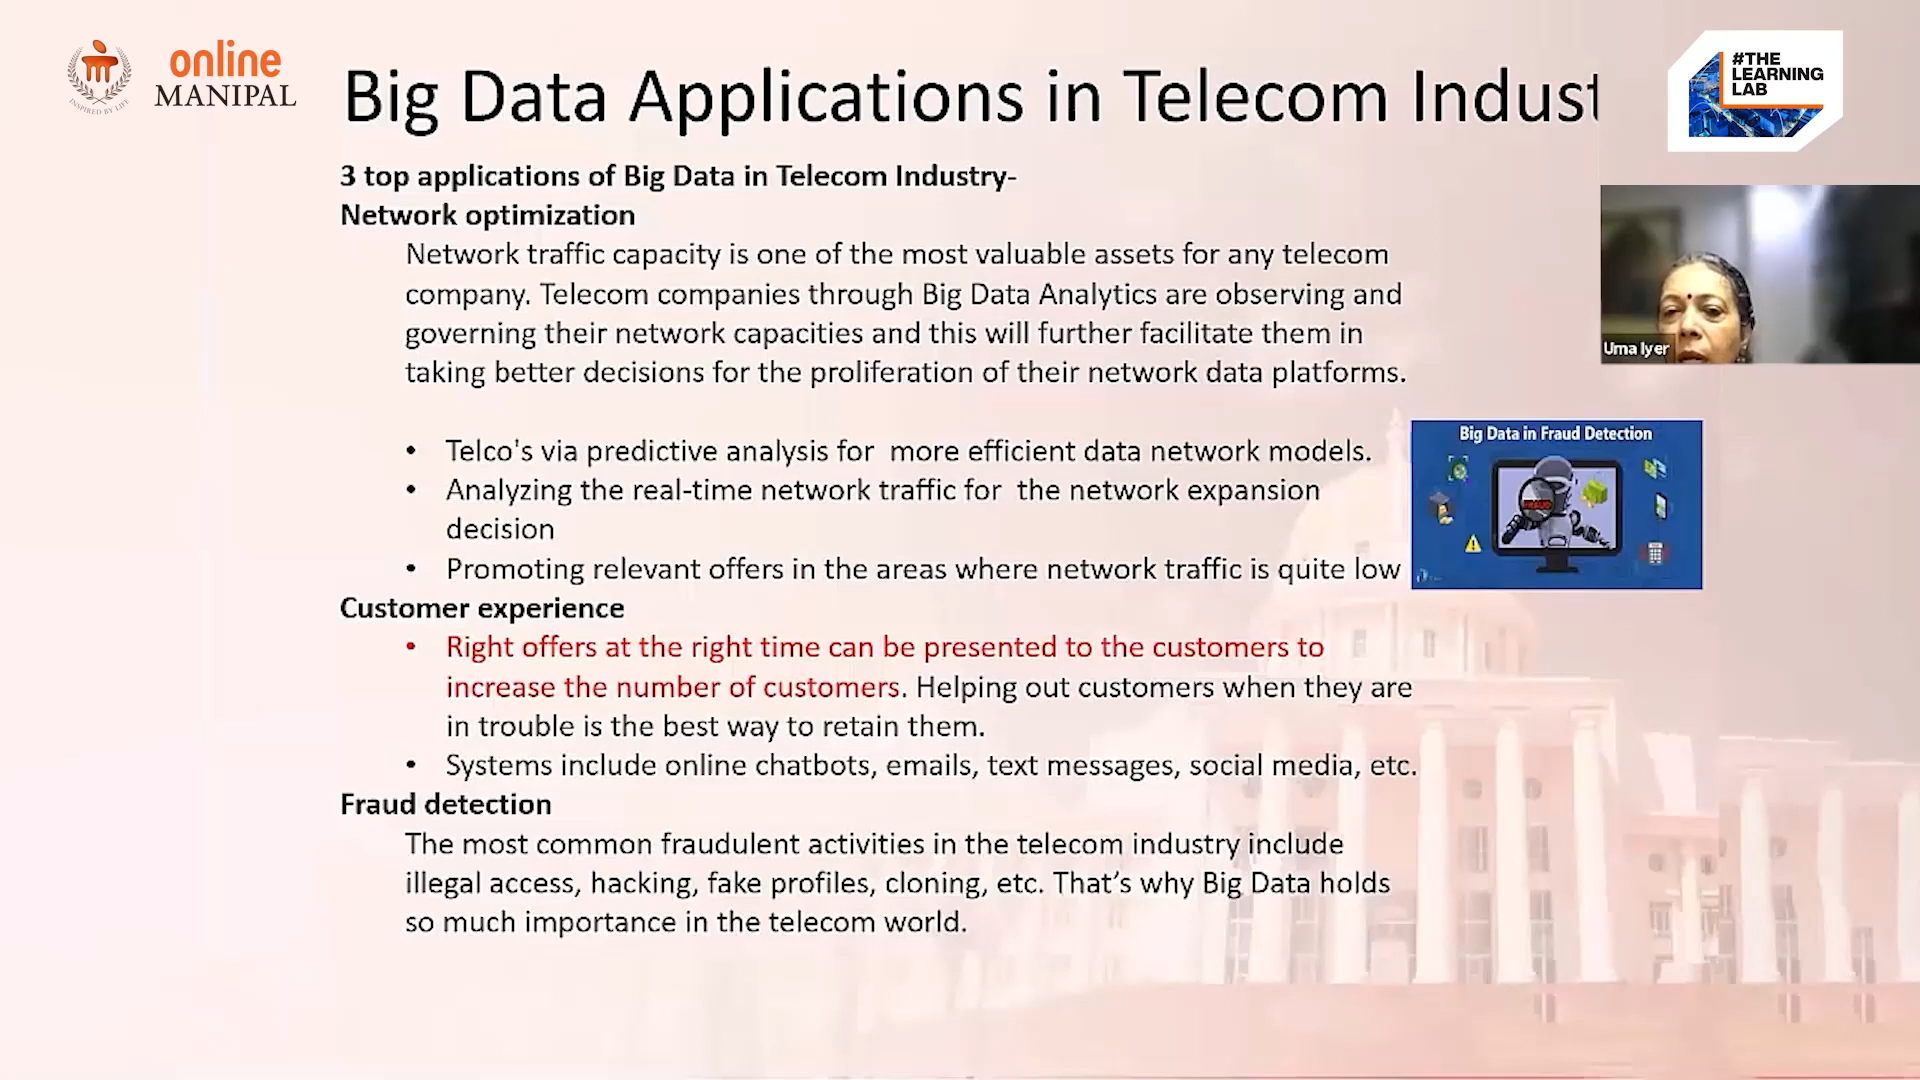 online
MANIPAL
INSPIRED BY LIFE
Big Data Applications in Telecom Indust
#THE
LEARNING
LAB
3 top applications of Big Data in Telecom Industry-
Network optimization
Network traffic capacity is one of the most valuable assets for any telecom
company. Telecom companies through Big Data Analytics are observing and
governing their network capacities and this will further facilitate them in
taking better decisions for the proliferation of their network data platforms.
Uma Iyer
• Telco's via predictive analysis for  more efficient data network models.
• Analyzing the real-time network traffic for  the network expansion
decision
• Promoting relevant offers in the areas where network traffic is quite low
Big Data in Fraud Detection
FRAUD
Customer experience
• Right offers at the right time can be presented to the customers to
increase the number of customers. Helping out customers when they are
in trouble is the best way to retain them.
• Systems include online chatbots, emails, text messages, social media, etc.
Fraud detection
The most common fraudulent activities in the telecom industry include
illegal access, hacking, fake profiles, cloning, etc. That’s why Big Data holds
so much importance in the telecom world.